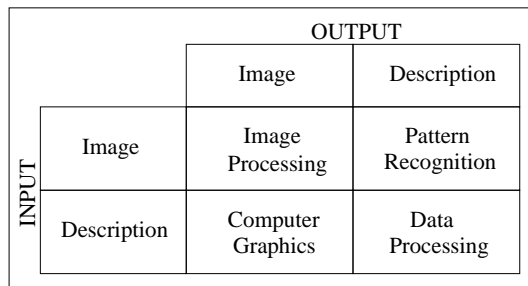 OUTPUT
Image
Description
INPUT
Image
Image
Processing
Pattern
Recognition
Description
Computer
Graphics
Data
Processing